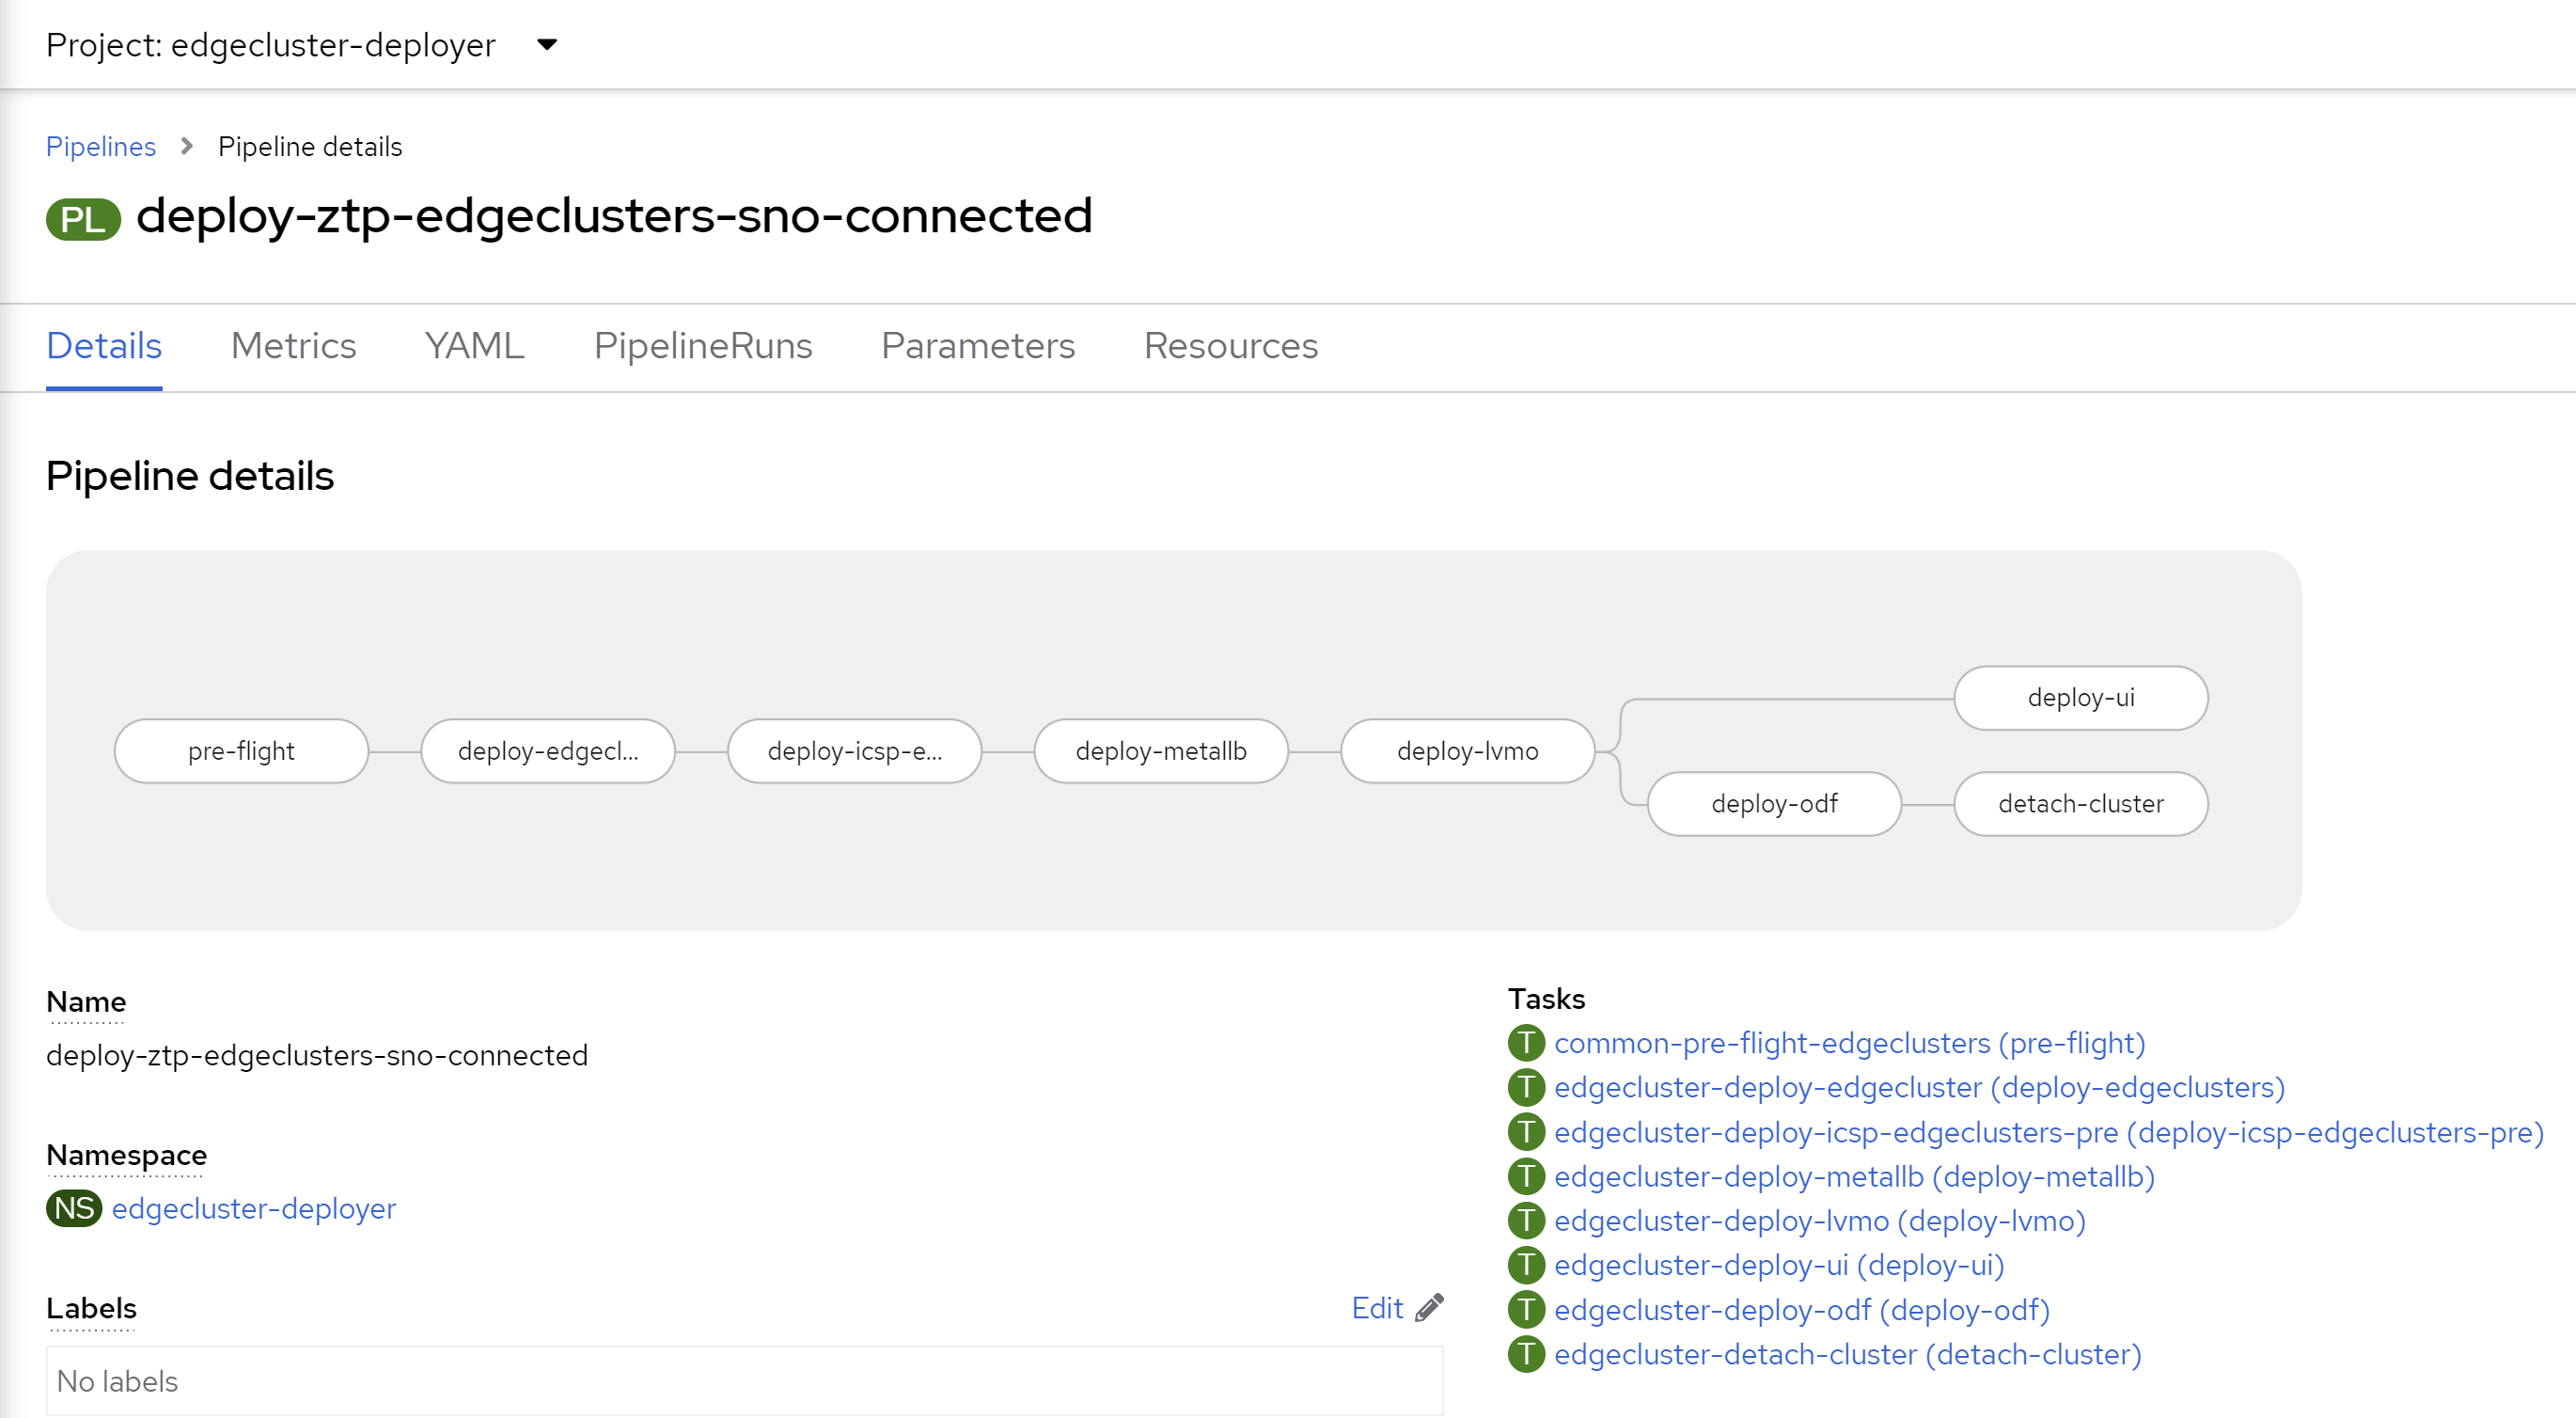 Project: edgecluster-deployer
Pipelines > Pipeline details
PL deploy-ztp-edgeclusters-sno-connected
Details Metrics YAML PipelineRuns Parameters Resources
Pipeline details
pre-flight deploy-edgecl... deploy-icsp-e... deploy-metallb deploy-lvmo deploy-ui
deploy-odf detach-cluster
Name
deploy-ztp-edgeclusters-sno-connected
Namespace
NS edgecluster-deployer
Labels Edit
No labels
Tasks
T common-pre-flight-edgeclusters (pre-flight)
T edgecluster-deploy-edgecluster (deploy-edgeclusters)
T edgecluster-deploy-icsp-edgeclusters-pre (deploy-icsp-edgeclusters-pre)
T edgecluster-deploy-metallb (deploy-metallb)
T edgecluster-deploy-lvmo (deploy-lvmo)
T edgecluster-deploy-ui (deploy-ui)
T edgecluster-deploy-odf (deploy-odf)
T edgecluster-detach-cluster (detach-cluster)